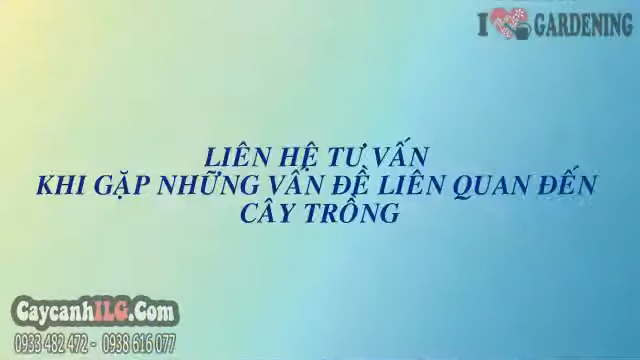 I GARDENING
LIÊN HỆ TƯ VẤN
KHI GẶP NHỮNG VẤN ĐỀ LIÊN QUAN ĐẾN
CÂY TRỒNG
CaycanhILG.Com
0933 482 472 - 0938 616 077